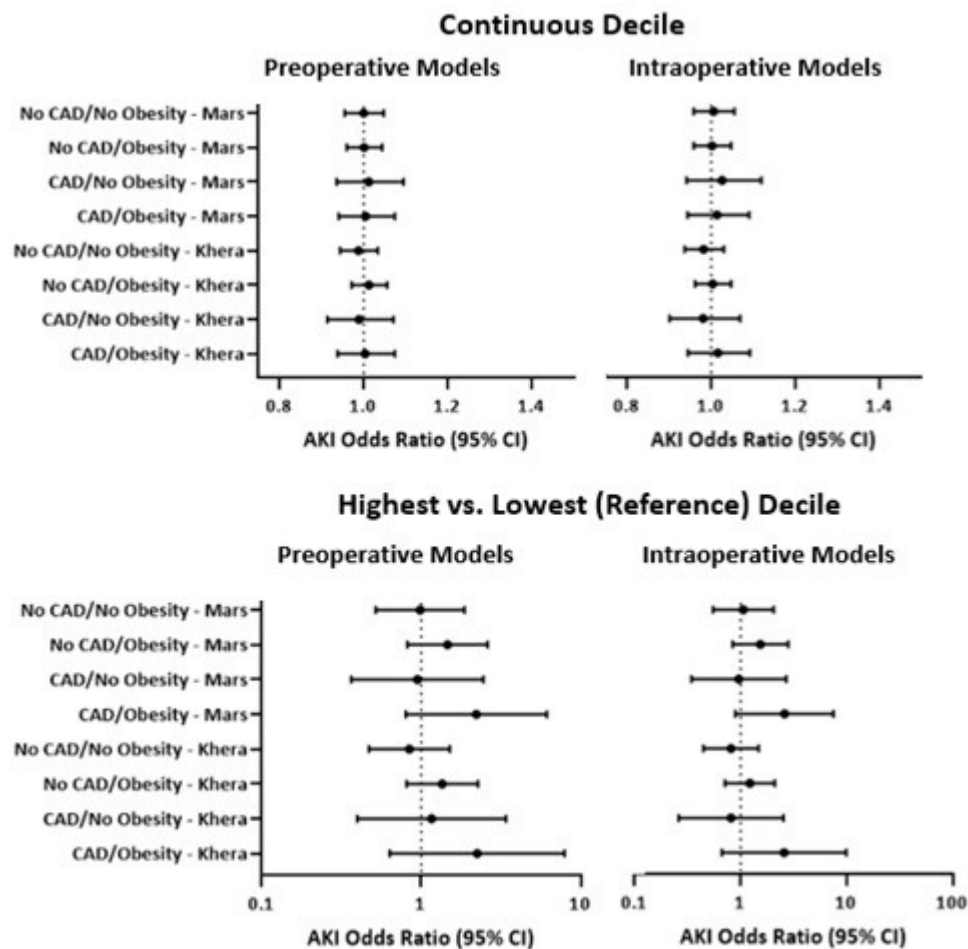 Continuous Decile
Preoperative Models
Intraoperative Models
No CAD/No Obesity - Mars
No CAD/Obesity - Mars
CAD/No Obesity - Mars
CAD/Obesity - Mars
No CAD/No Obesity - Khera
No CAD/Obesity - Khera
CAD/No Obesity - Khera
CAD/Obesity - Khera
0.8 1.0 1.2 1.4
0.8 1.0 1.2 1.4
AKI Odds Ratio (95% CI)
AKI Odds Ratio (95% CI)
Highest vs. Lowest (Reference) Decile
Preoperative Models
Intraoperative Models
No CAD/No Obesity - Mars
No CAD/Obesity - Mars
CAD/No Obesity - Mars
CAD/Obesity - Mars
No CAD/No Obesity - Khera
No CAD/Obesity - Khera
CAD/No Obesity - Khera
CAD/Obesity - Khera
0.1 1 10
0.1 1 10 100
AKI Odds Ratio (95% CI)
AKI Odds Ratio (95% CI)